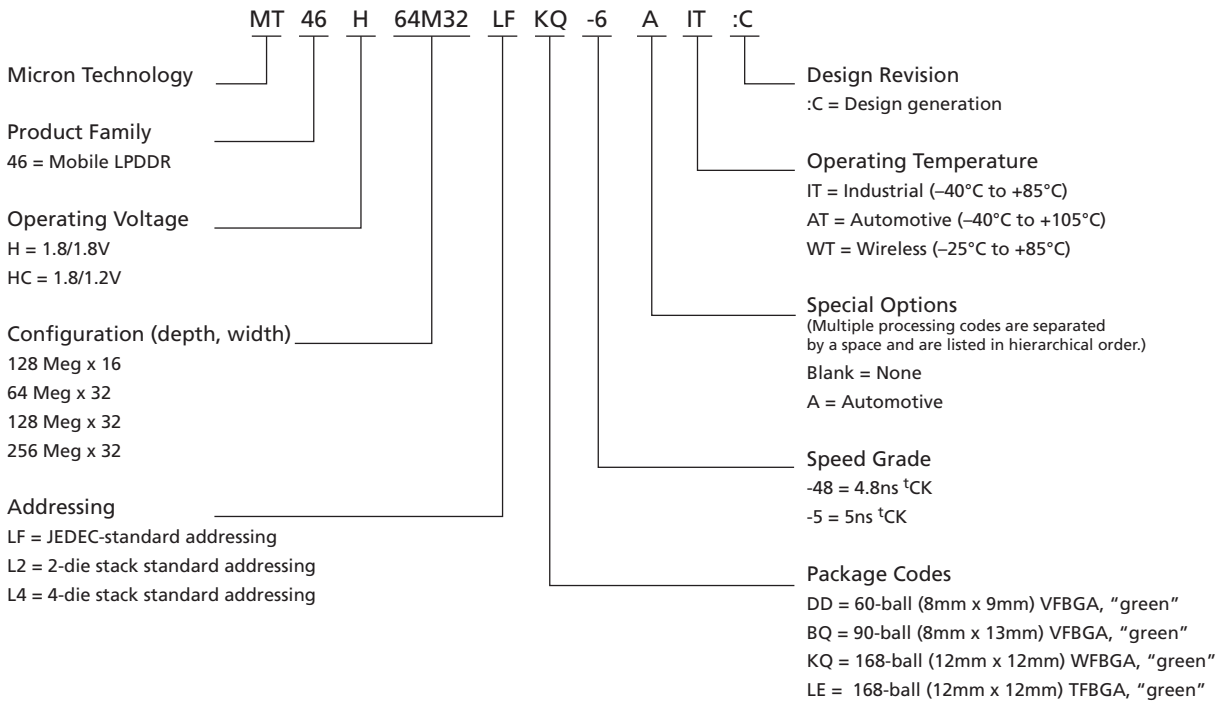 MT 46 H 64M32 LF KQ -6 A IT :C
Micron Technology
Product Family
46 = Mobile LPDDR
Operating Voltage
H = 1.8/1.8V
HC = 1.8/1.2V
Configuration (depth, width)
128 Meg x 16
64 Meg x 32
128 Meg x 32
256 Meg x 32
Addressing
LF = JEDEC-standard addressing
L2 = 2-die stack standard addressing
L4 = 4-die stack standard addressing
Design Revision
:C = Design generation
Operating Temperature
IT = Industrial (–40°C to +85°C)
AT = Automotive (–40°C to +105°C)
WT = Wireless (–25°C to +85°C)
Special Options
(Multiple processing codes are separated
by a space and are listed in hierarchical order.)
Blank = None
A = Automotive
Speed Grade
-48 = 4.8ns tCK
-5 = 5ns tCK
Package Codes
DD = 60-ball (8mm x 9mm) VFBGA, “green”
BQ = 90-ball (8mm x 13mm) VFBGA, “green”
KQ = 168-ball (12mm x 12mm) WFBGA, “green”
LE = 168-ball (12mm x 12mm) TFBGA, “green”